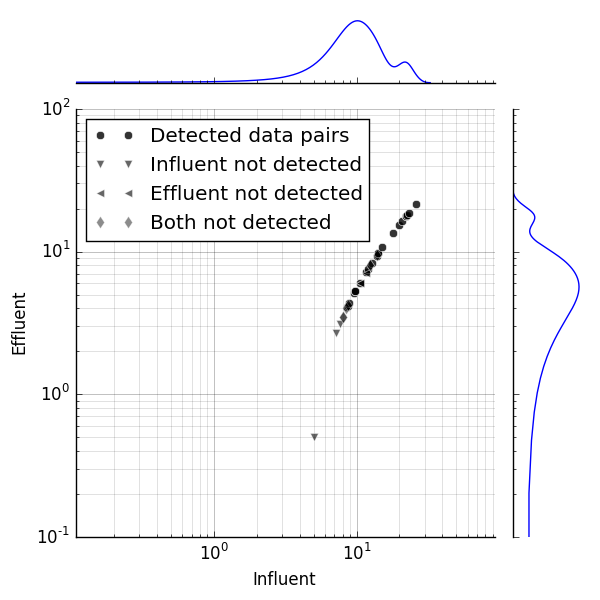 10²
Detected data pairs
Influent not detected
Effluent not detected
Both not detected
10¹
Effluent
10⁰
10⁻¹
10⁰
10¹
Influent